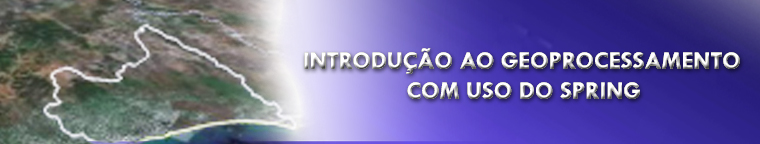 INTRODUÇÃO AO GEOPROCESSAMENTO
COM USO DO SPRING